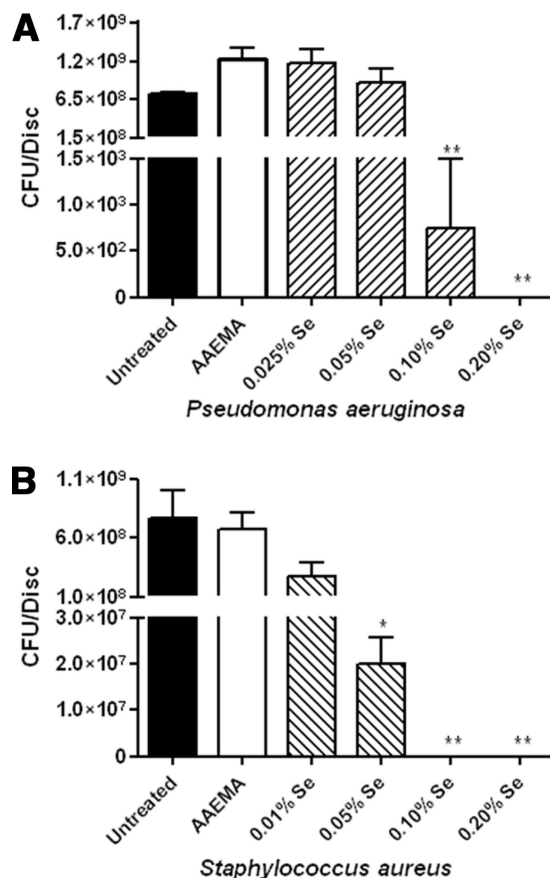 A
CFU/Disc
1.7×10⁹
1.2×10⁹
6.5×10⁸
1.5×10⁸
1.5×10³
1.0×10³
5.0×10²
0
**
**
Untreated
AAEMA
0.025% Se
0.05% Se
0.10% Se
0.20% Se
Pseudomonas aeruginosa
B
CFU/Disc
1.1×10⁹
6.0×10⁸
1.0×10⁸
3.0×10⁷
2.0×10⁷
1.0×10⁷
0
*
**
**
Untreated
AAEMA
0.01% Se
0.05% Se
0.10% Se
0.20% Se
Staphylococcus aureus